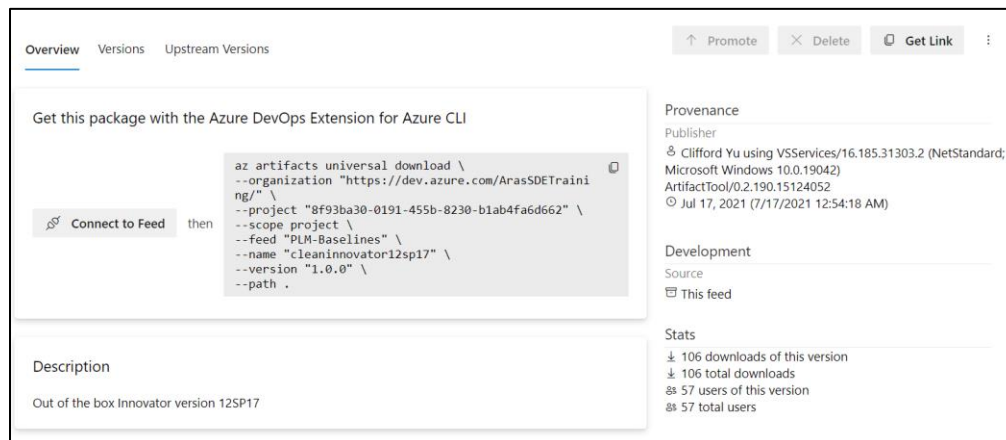 Overview Versions Upstream Versions
Promote Delete Get Link
Get this package with the Azure DevOps Extension for Azure CLI
Connect to Feed then
az artifacts universal download \
--organization "https://dev.azure.com/ArasSDETraini
ng/" \
--project "8f93ba30-0191-455b-8230-b1ab4fa6d662" \
--scope project \
--feed "PLM-Baselines" \
--name "cleaninnovator12sp17" \
--version "1.0.0" \
--path .
Description
Out of the box Innovator version 12SP17
Provenance
Publisher
Clifford Yu using VSServices/16.185.31303.2 (NetStandard;
Microsoft Windows 10.0.19042)
ArtifactTool/0.2.190.15124052
Jul 17, 2021 (7/17/2021 12:54:18 AM)
Development
Source
This feed
Stats
106 downloads of this version
106 total downloads
57 users of this version
57 total users